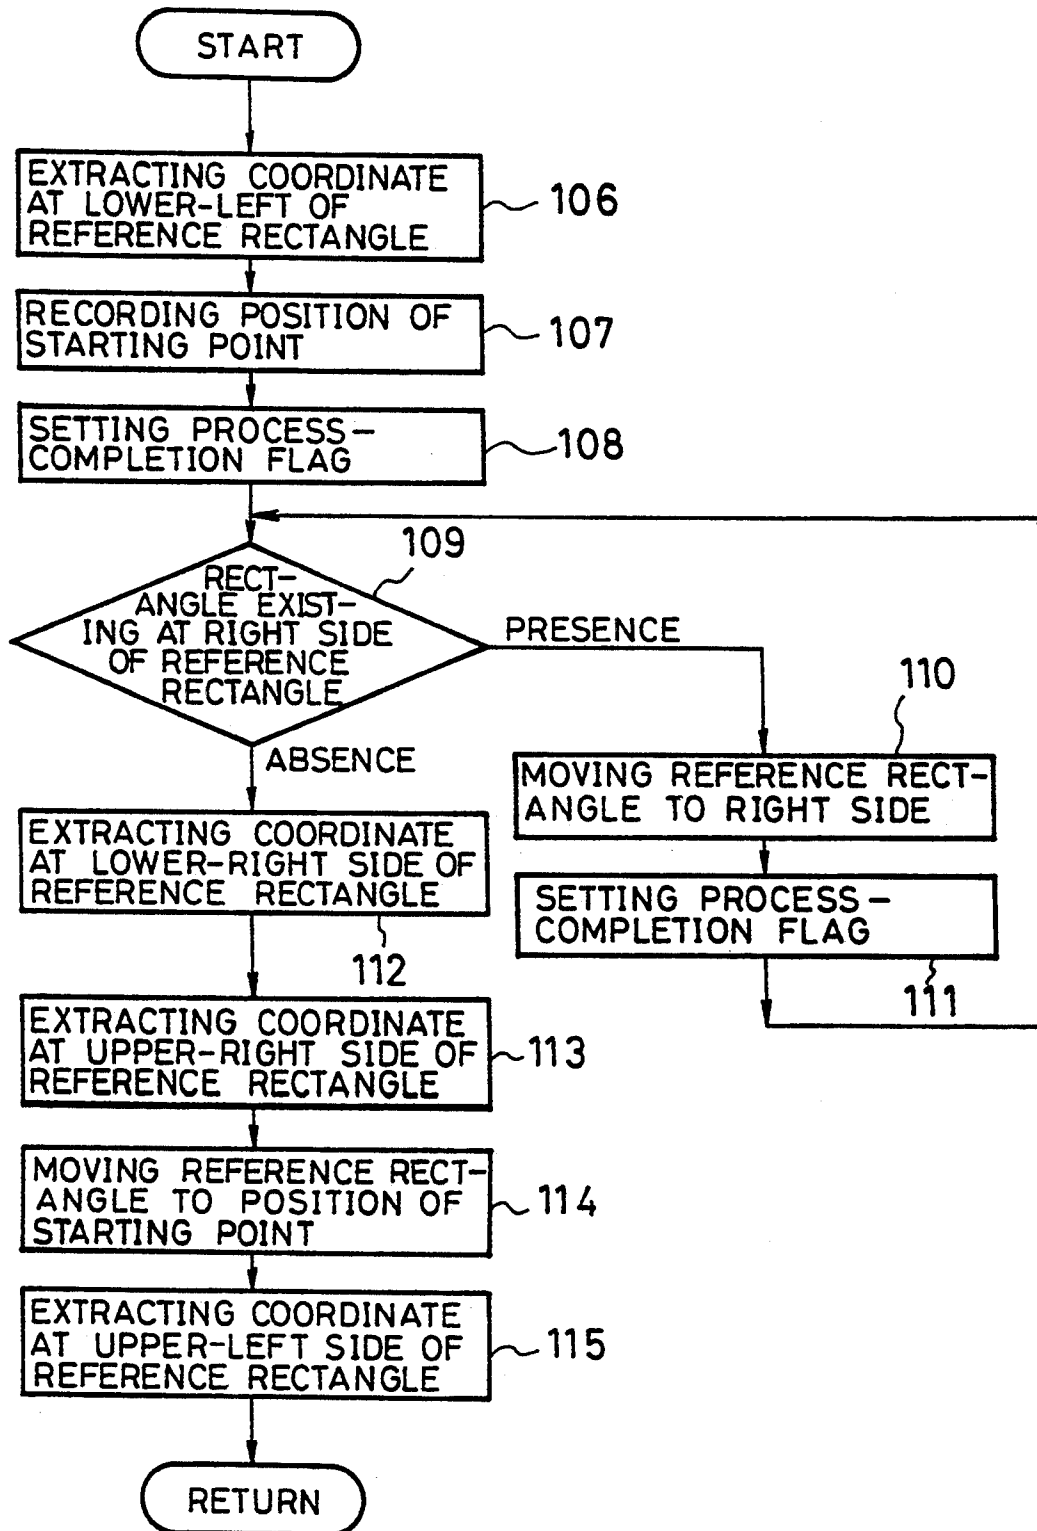 START
EXTRACTING COORDINATE
AT LOWER-LEFT OF
REFERENCE RECTANGLE
106
RECORDING POSITION OF
STARTING POINT
107
SETTING PROCESS-
COMPLETION FLAG
108
109
RECT-
ANGLE EXIST-
ING AT RIGHT SIDE
OF REFERENCE
RECTANGLE
PRESENCE
110
MOVING REFERENCE RECT-
ANGLE TO RIGHT SIDE
SETTING PROCESS-
COMPLETION FLAG
111
ABSENCE
EXTRACTING COORDINATE
AT LOWER-RIGHT SIDE OF
REFERENCE RECTANGLE
112
EXTRACTING COORDINATE
AT UPPER-RIGHT SIDE OF
REFERENCE RECTANGLE
113
MOVING REFERENCE RECT-
ANGLE TO POSITION OF
STARTING POINT
114
EXTRACTING COORDINATE
AT UPPER-LEFT SIDE OF
REFERENCE RECTANGLE
115
RETURN